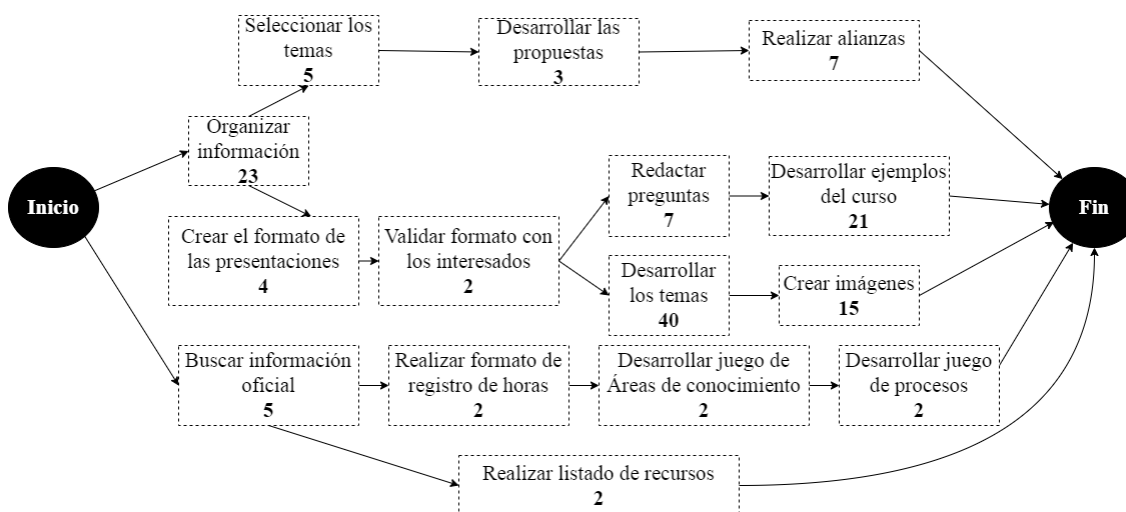 Seleccionar los
temas
5
Desarrollar las
propuestas
3
Realizar alianzas
7
Organizar
información
23
Inicio
Redactar
preguntas
7
Desarrollar ejemplos
del curso
21
Fin
Crear el formato de
las presentaciones
4
Validar formato con
los interesados
2
Desarrollar
los temas
40
Crear imágenes
15
Buscar información
oficial
5
Realizar formato de
registro de horas
2
Desarrollar juego de
Áreas de conocimiento
2
Desarrollar juego
de procesos
2
Realizar listado de recursos
2